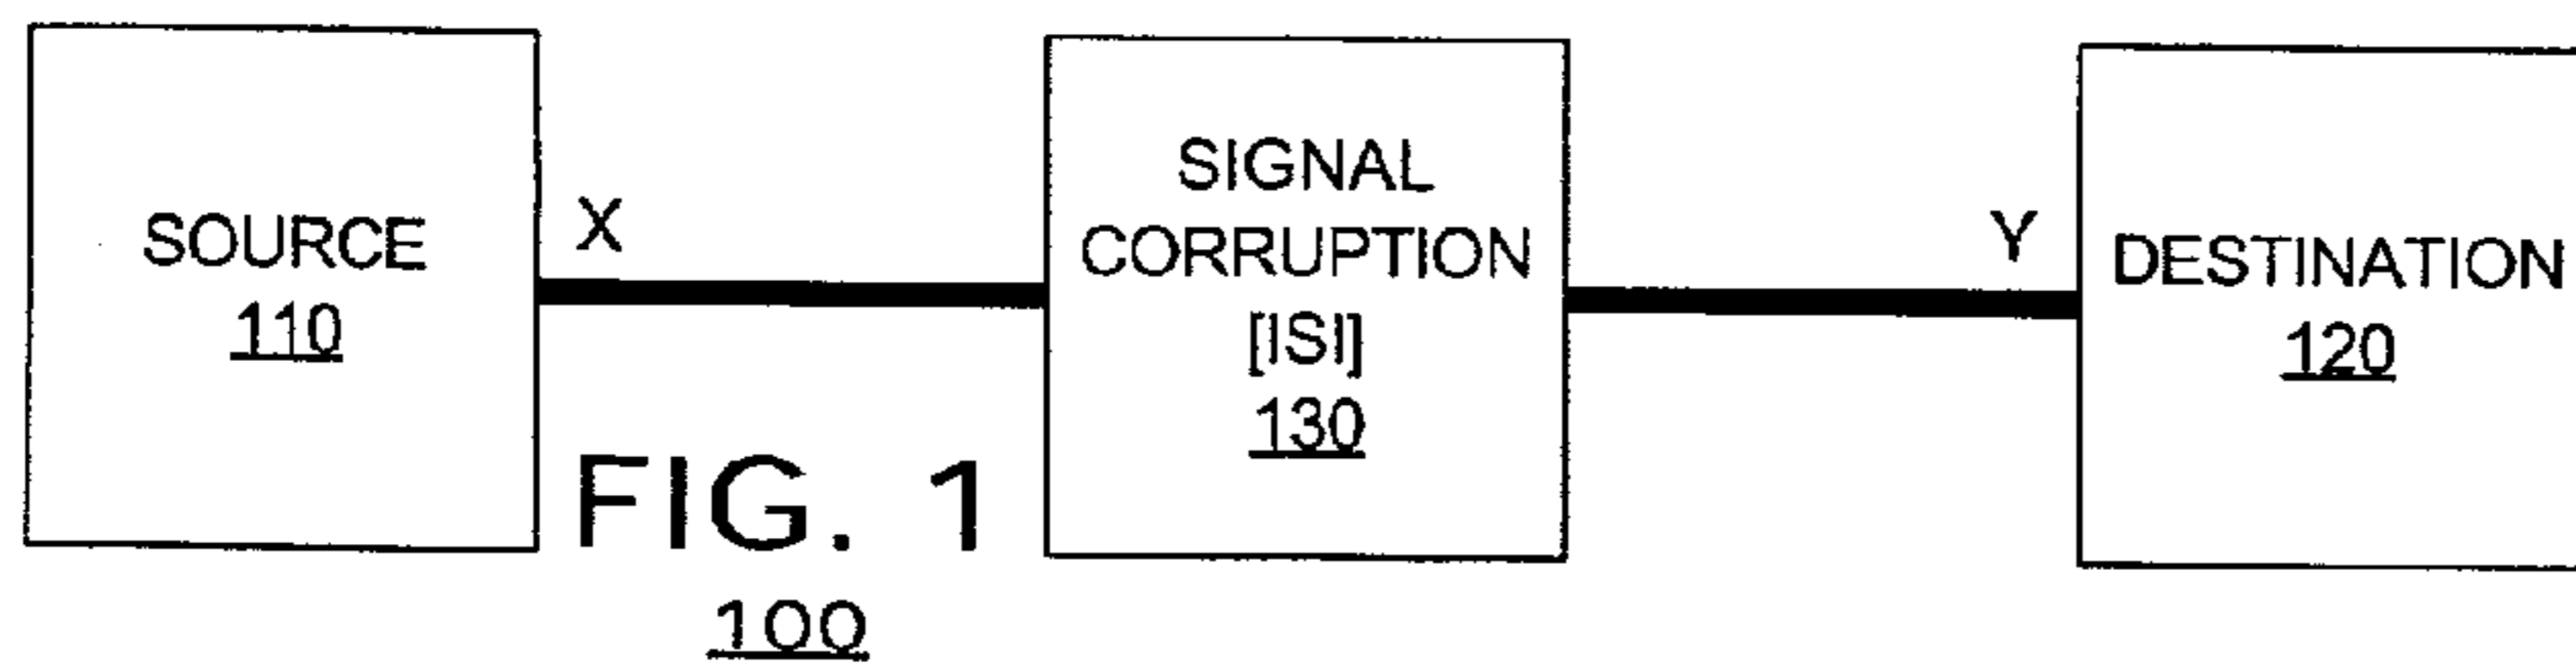 SOURCE
110
X
SIGNAL
CORRUPTION
[ISI]
130
Y
DESTINATION
120
FIG. 1
100